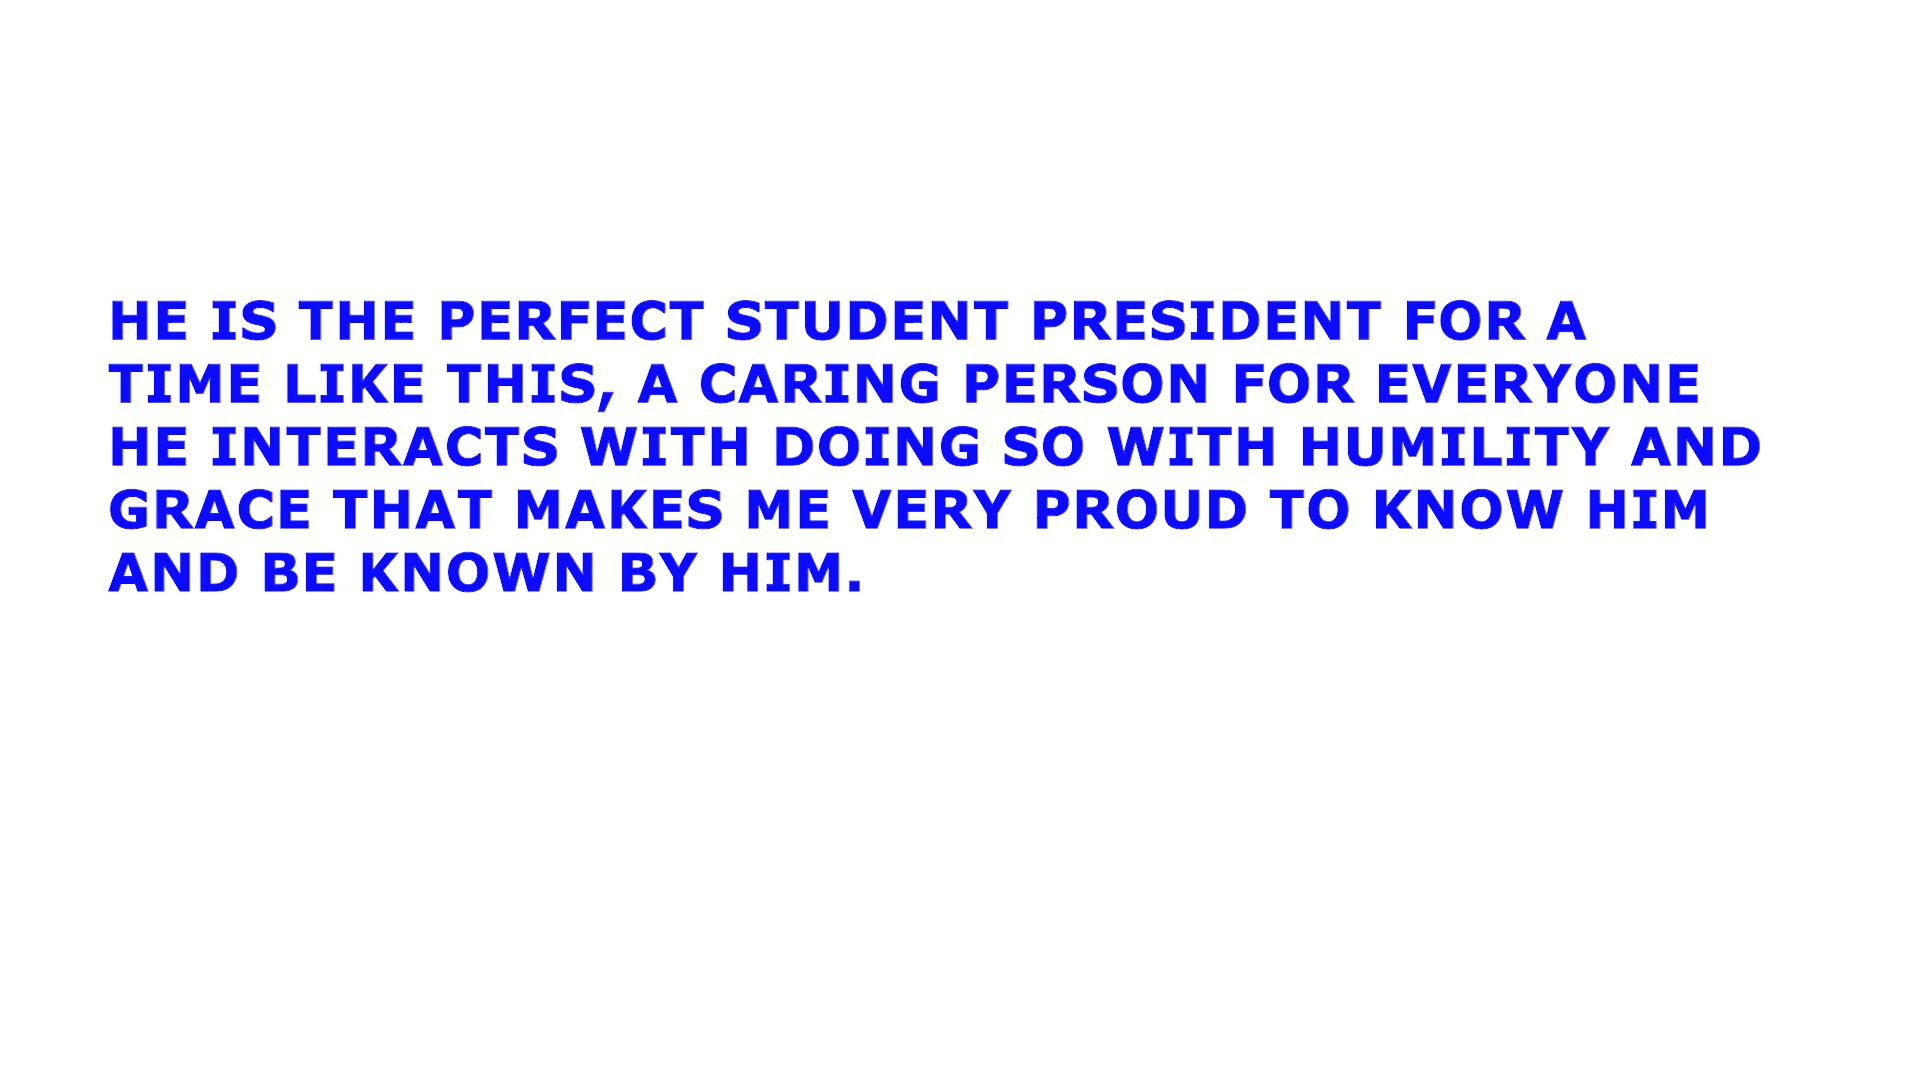 HE IS THE PERFECT STUDENT PRESIDENT FOR A
TIME LIKE THIS, A CARING PERSON FOR EVERYONE
HE INTERACTS WITH DOING SO WITH HUMILITY AND
GRACE THAT MAKES ME VERY PROUD TO KNOW HIM
AND BE KNOWN BY HIM.